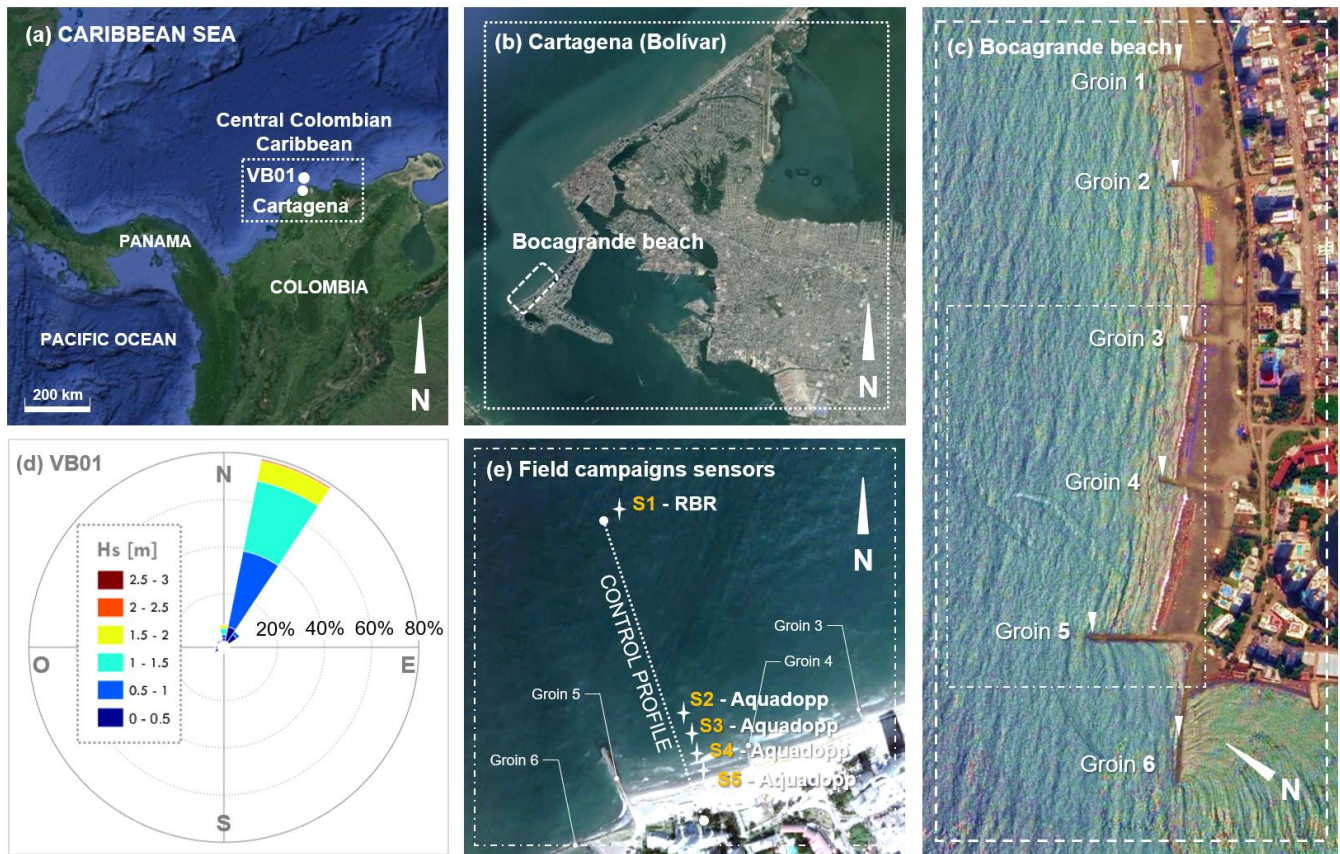 (a) CARIBBEAN SEA
Central Colombian
Caribbean
VB01
Cartagena
PANAMA
COLOMBIA
PACIFIC OCEAN
200 km
N
(b) Cartagena (Bolívar)
Bocagrande beach
N
(c) Bocagrande beach
Groin 1
Groin 2
Groin 3
Groin 4
Groin 5
Groin 6
N
(d) VB01
N
Hs [m]
2.5 - 3
2 - 2.5
1.5 - 2
1 - 1.5
0.5 - 1
0 - 0.5
20% 40% 60% 80%
O
E
S
(e) Field campaigns sensors
S1 - RBR
N
CONTROL PROFILE
Groin 3
Groin 4
Groin 5
S2 - Aquadopp
S3 - Aquadopp
S4 - Aquadopp
S5 - Aquadopp
Groin 6